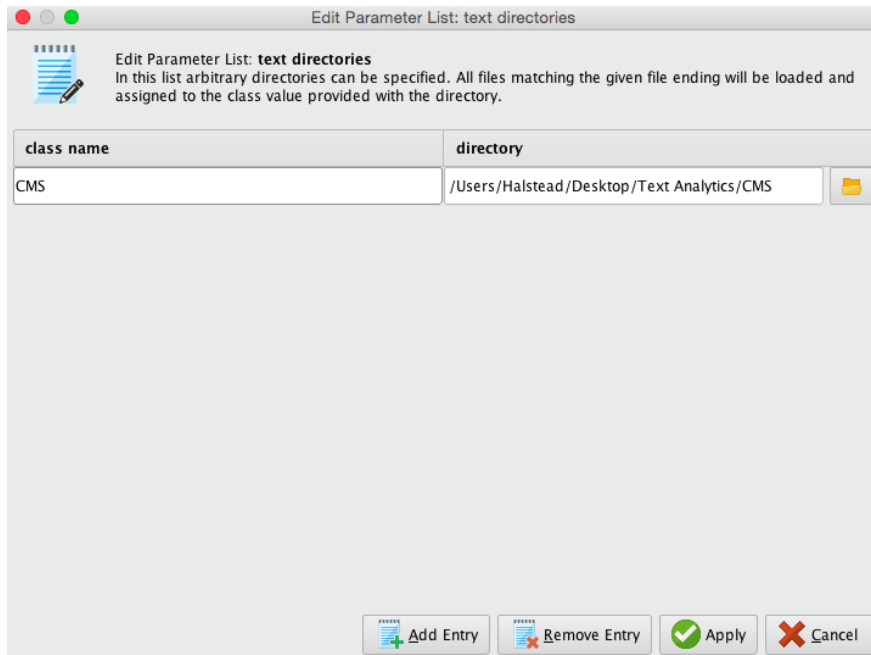 Edit Parameter List: text directories
Edit Parameter List: text directories
In this list arbitrary directories can be specified. All files matching the given file ending will be loaded and
assigned to the class value provided with the directory.
class name directory
CMS /Users/Halstead/Desktop/Text Analytics/CMS
Add Entry Remove Entry Apply Cancel